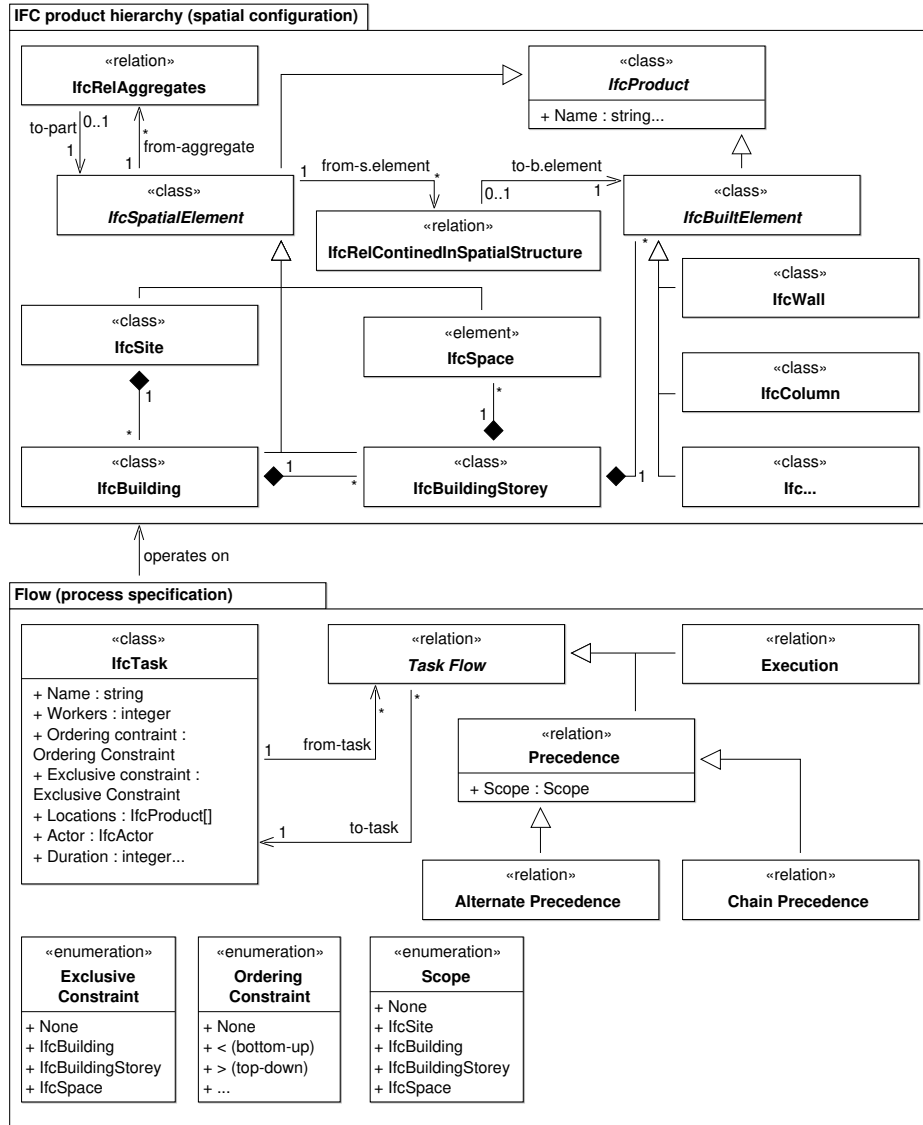 IFC product hierarchy (spatial configuration)
«relation»
IfcRelAggregates
«class»
IfcProduct
+ Name : string...
to-part
0..1
1
*
from-aggregate
1
«class»
IfcSpatialElement
1
from-s.element
*
to-b.element
0..1
1
«class»
IfcBuiltElement
*
«relation»
IfcRelContinedInSpatialStructure
«class»
IfcWall
«class»
IfcSite
«element»
IfcSpace
«class»
IfcColumn
1
*
*
1
«class»
IfcBuilding
1
*
«class»
IfcBuildingStorey
1
«class»
Ifc...
operates on
Flow (process specification)
«class»
IfcTask
+ Name : string
+ Workers : integer
+ Ordering contraint :
Ordering Constraint
+ Exclusive constraint :
Exclusive Constraint
+ Locations : IfcProduct[]
+ Actor : IfcActor
+ Duration : integer...
«relation»
Task Flow
«relation»
Execution
*
*
1
from-task
1
to-task
«relation»
Precedence
+ Scope : Scope
«relation»
Alternate Precedence
«relation»
Chain Precedence
«enumeration»
Exclusive
Constraint
+ None
+ IfcBuilding
+ IfcBuildingStorey
+ IfcSpace
«enumeration»
Ordering
Constraint
+ None
+ < (bottom-up)
+ > (top-down)
+ ...
«enumeration»
Scope
+ None
+ IfcSite
+ IfcBuilding
+ IfcBuildingStorey
+ IfcSpace